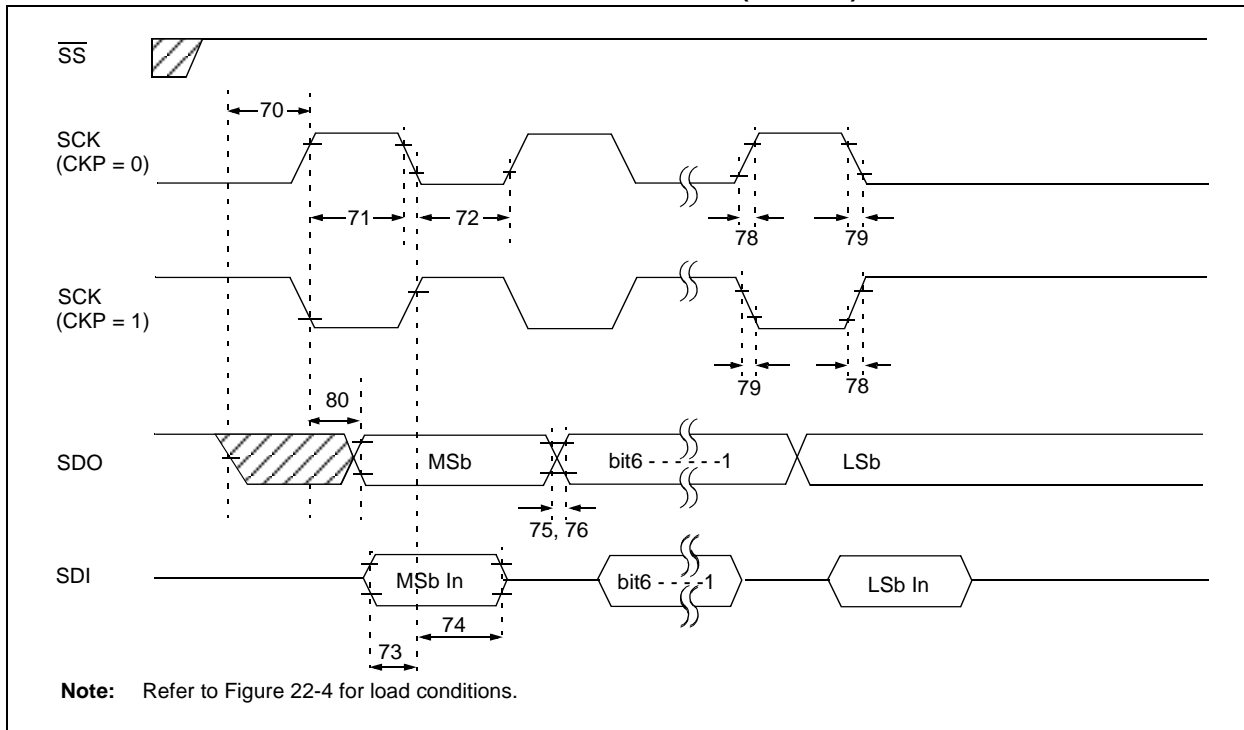 SS
70
SCK
(CKP = 0)
71
72
78
79
SCK
(CKP = 1)
79
78
80
SDO
MSb
bit6 - - - - - -1
LSb
75, 76
SDI
MSb In
bit6 - - - -1
LSb In
74
73
Note: Refer to Figure 22-4 for load conditions.